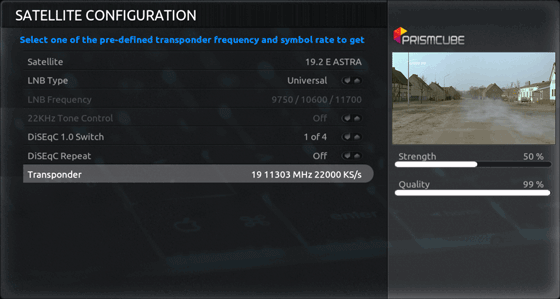 SATELLITE CONFIGURATION
Select one of the pre-defined transponder frequency and symbol rate to get
Satellite 19.2 E ASTRA
LNB Type Universal
LNB Frequency 9750 / 10600 / 11700
22KHz Tone Control Off
DiSEqC 1.0 Switch 1 of 4
DiSEqC Repeat Off
Transponder 19 11303 MHz 22000 KS/s
PRISMCUBE
Strength 50 %
Quality 99 %